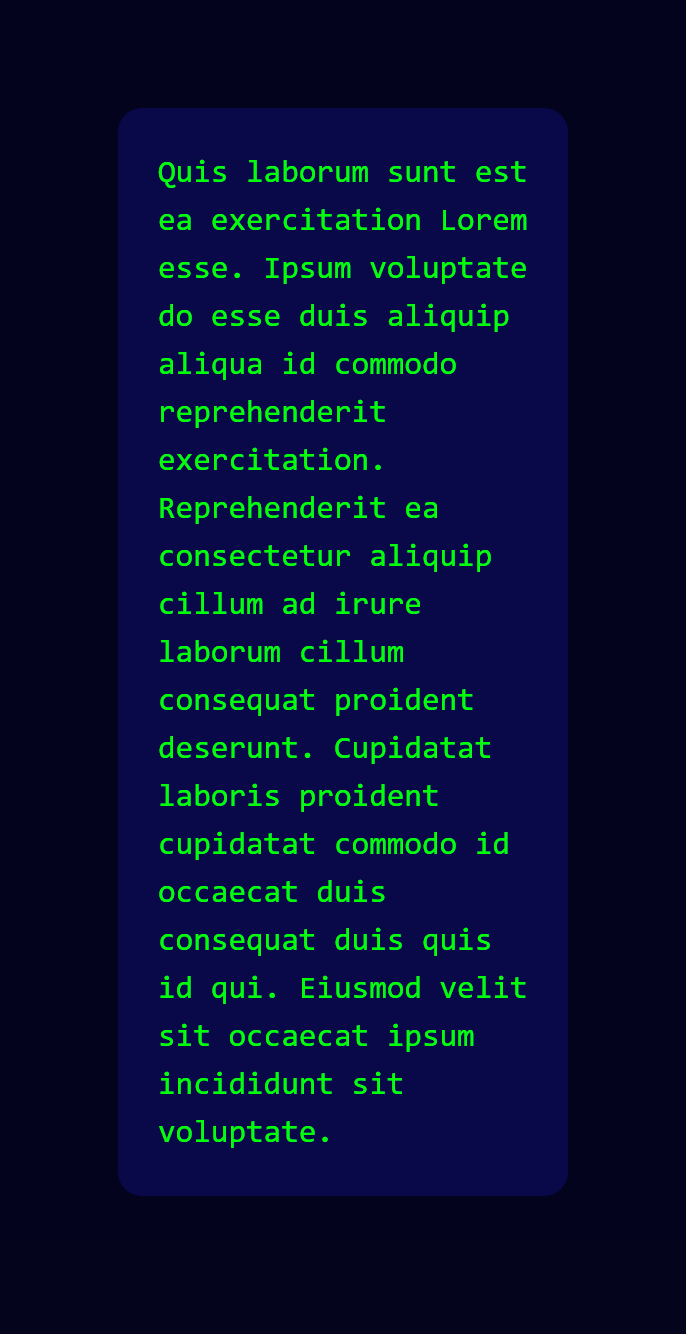 Quis laborum sunt est
ea exercitation Lorem
esse. Ipsum voluptate
do esse duis aliquip
aliqua id commodo
reprehenderit
exercitation.
Reprehenderit ea
consectetur aliquip
cillum ad irure
laborum cillum
consequat proident
deserunt. Cupidatat
laboris proident
cupidatat commodo id
occaecat duis
consequat duis quis
id qui. Eiusmod velit
sit occaecat ipsum
incididunt sit
voluptate.